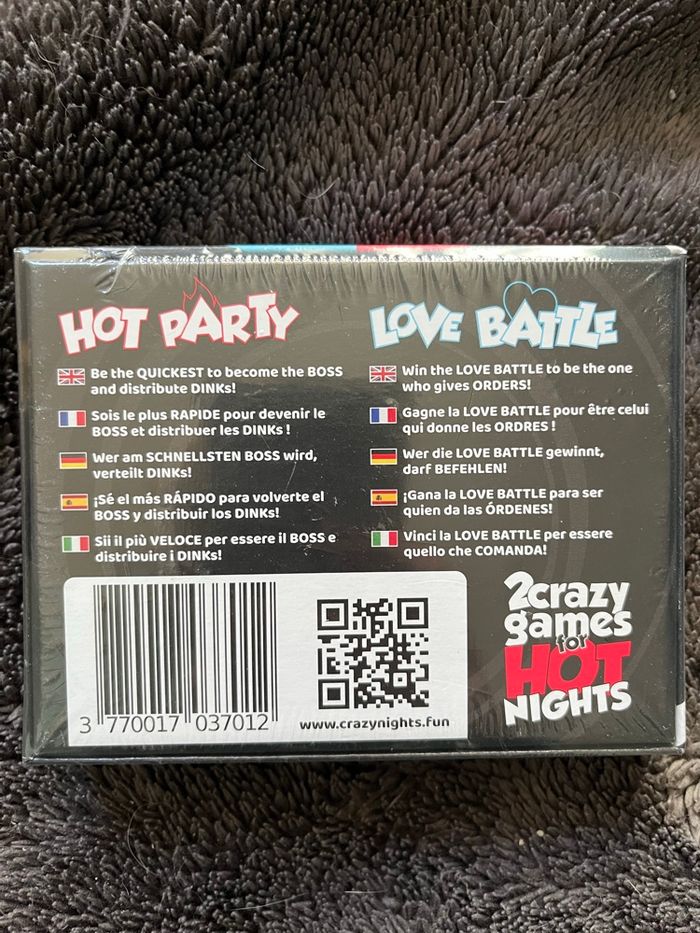 HOT PARTY
Be the QUICKEST to become the BOSS
and distribute DINKs!
Sois le plus RAPIDE pour devenir le
BOSS et distribuer les DINKs !
Wer am SCHNELLSTEN BOSS wird,
verteilt DINKs!
¡Sé el más RÁPIDO para volverte el
BOSS y distribuir los DINKs!
Sii il più VELOCE per essere il BOSS e
distribuire i DINKs!
LOVE BATTLE
Win the LOVE BATTLE to be the one
who gives ORDERS!
Gagne la LOVE BATTLE pour être celui
qui donne les ORDRES !
Wer die LOVE BATTLE gewinnt,
darf BEFEHLEN!
¡Gana la LOVE BATTLE para ser
quien da las ÓRDENES!
Vinci la LOVE BATTLE per essere
quello che COMANDA!
3 770017 037012
www.crazynights.fun
2crazy
games
for
HOT
NIGHTS